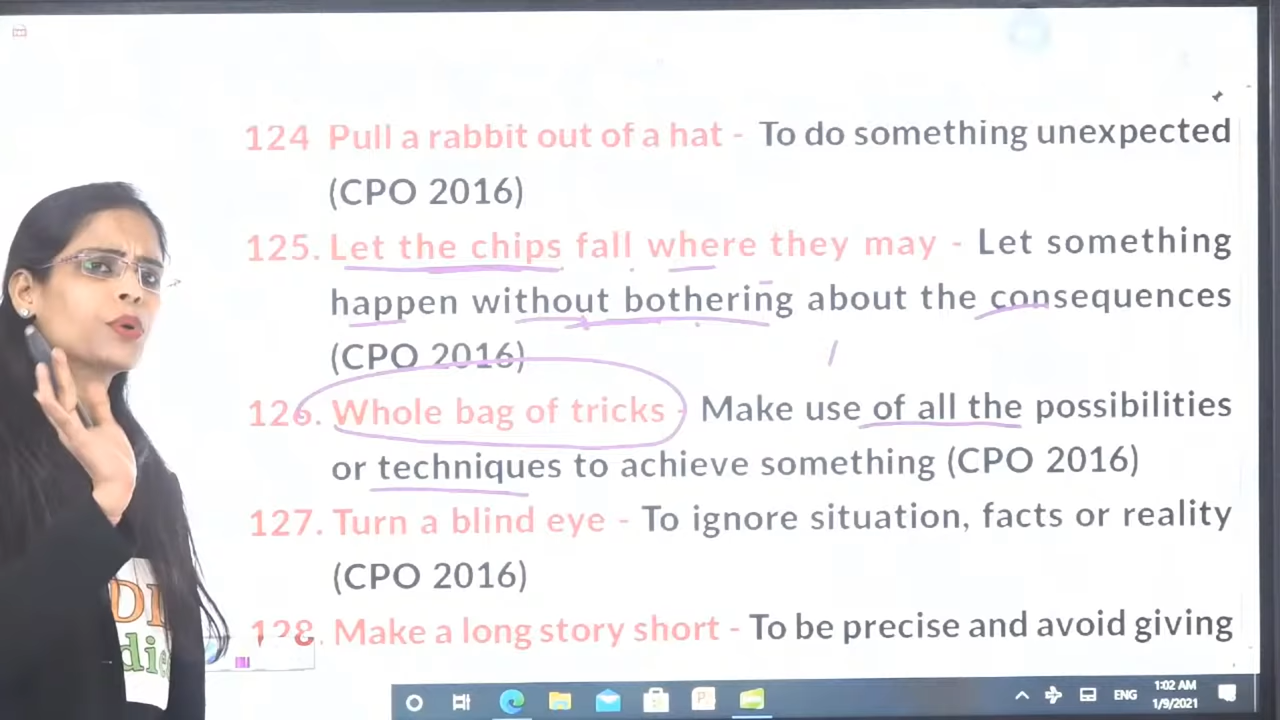 124 Pull a rabbit out of a hat - To do something unexpected
(CPO 2016)
125. Let the chips fall where they may - Let something
happen without bothering about the consequences
(CPO 2016)
126. Whole bag of tricks - Make use of all the possibilities
or techniques to achieve something (CPO 2016)
127. Turn a blind eye - To ignore situation, facts or reality
(CPO 2016)
128. Make a long story short - To be precise and avoid giving
ENG
1:02 AM
1/9/2021